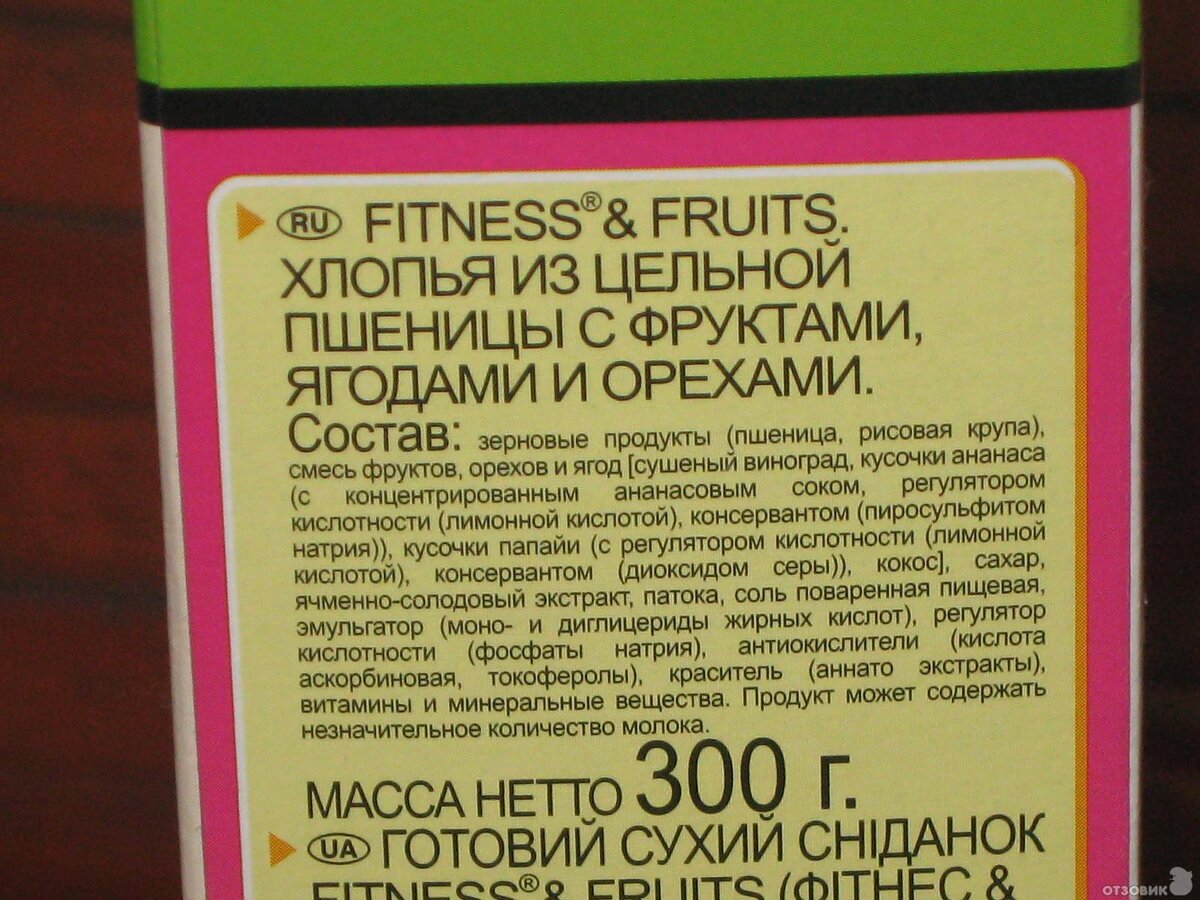 RU FITNESS® & FRUITS.
ХЛОПЬЯ ИЗ ЦЕЛЬНОЙ
ПШЕНИЦЫ С ФРУКТАМИ,
ЯГОДАМИ И ОРЕХАМИ.
Состав: зерновые продукты (пшеница, рисовая крупа),
смесь фруктов, орехов и ягод [сушеный виноград, кусочки ананаса
(с концентрированным ананасовым соком, регулятором
кислотности (лимонной кислотой), консервантом (пиросульфитом
натрия)), кусочки папайи (с регулятором кислотности (лимонной
кислотой), консервантом (диоксидом серы)), кокос], сахар,
ячменно-солодовый экстракт, патока, соль поваренная пищевая,
эмульгатор (моно- и диглицериды жирных кислот), регулятор
кислотности (фосфаты натрия), антиокислители (кислота
аскорбиновая, токоферолы), краситель (аннато экстракты),
витамины и минеральные вещества. Продукт может содержать
незначительное количество молока.
МАССА НЕТТО 300 г.
UA ГОТОВИЙ СУХИЙ СНІДАНОК
FITNESS® & FRUITS (ФІТНЕС &
ОТЗОВИК